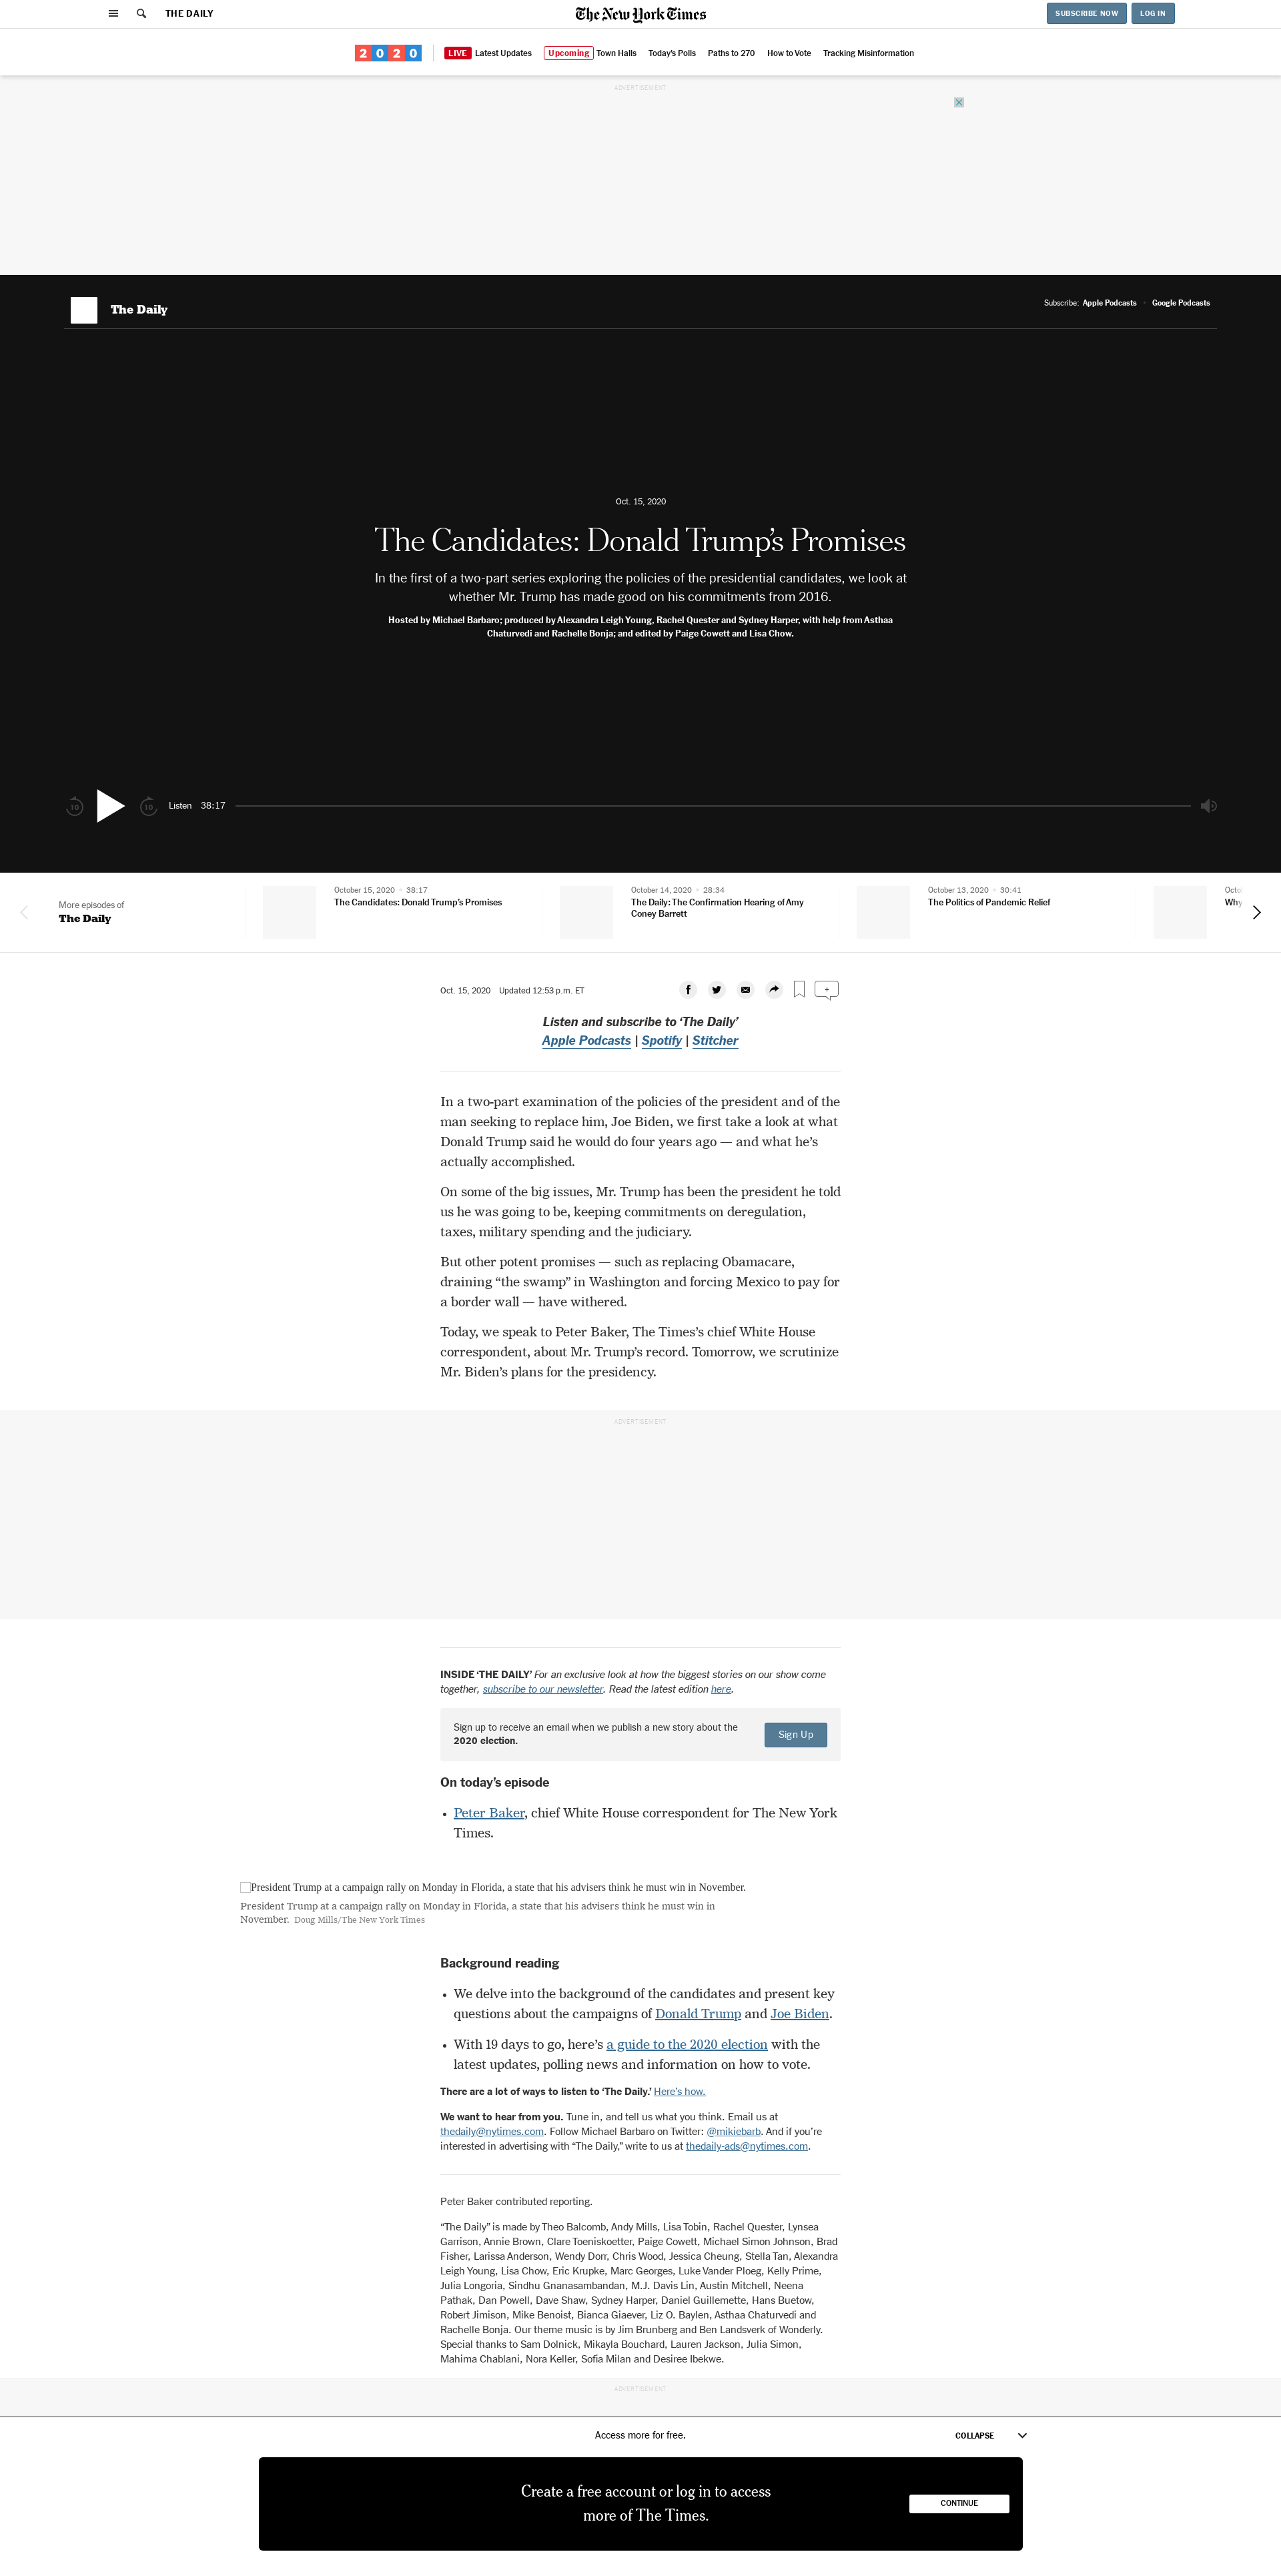 THE DAILY
The New York Times
SUBSCRIBE NOW
LOG IN
2020
LIVE Latest Updates
Upcoming Town Halls
Today's Polls
Paths to 270
How to Vote
Tracking Misinformation
ADVERTISEMENT
The Daily
Subscribe: Apple Podcasts • Google Podcasts
Oct. 15, 2020
The Candidates: Donald Trump’s Promises
In the first of a two-part series exploring the policies of the presidential candidates, we look at
whether Mr. Trump has made good on his commitments from 2016.
Hosted by Michael Barbaro; produced by Alexandra Leigh Young, Rachel Quester and Sydney Harper, with help from Asthaa
Chaturvedi and Rachelle Bonja; and edited by Paige Cowett and Lisa Chow.
10
10
Listen 38:17
More episodes of
The Daily
October 15, 2020 • 38:17
The Candidates: Donald Trump’s Promises
October 14, 2020 • 28:34
The Daily: The Confirmation Hearing of Amy
Coney Barrett
October 13, 2020 • 30:41
The Politics of Pandemic Relief
Octo
Why
Oct. 15, 2020 Updated 12:53 p.m. ET
+
Listen and subscribe to ‘The Daily’
Apple Podcasts | Spotify | Stitcher
In a two-part examination of the policies of the president and of the
man seeking to replace him, Joe Biden, we first take a look at what
Donald Trump said he would do four years ago — and what he’s
actually accomplished.
On some of the big issues, Mr. Trump has been the president he told
us he was going to be, keeping commitments on deregulation,
taxes, military spending and the judiciary.
But other potent promises — such as replacing Obamacare,
draining “the swamp” in Washington and forcing Mexico to pay for
a border wall — have withered.
Today, we speak to Peter Baker, The Times’s chief White House
correspondent, about Mr. Trump’s record. Tomorrow, we scrutinize
Mr. Biden’s plans for the presidency.
ADVERTISEMENT
INSIDE ‘THE DAILY’ For an exclusive look at how the biggest stories on our show come
together, subscribe to our newsletter. Read the latest edition here.
Sign up to receive an email when we publish a new story about the
2020 election.
Sign Up
On today’s episode
• Peter Baker, chief White House correspondent for The New York
Times.
President Trump at a campaign rally on Monday in Florida, a state that his advisers think he must win in November.
President Trump at a campaign rally on Monday in Florida, a state that his advisers think he must win in
November. Doug Mills/The New York Times
Background reading
• We delve into the background of the candidates and present key
questions about the campaigns of Donald Trump and Joe Biden.
• With 19 days to go, here’s a guide to the 2020 election with the
latest updates, polling news and information on how to vote.
There are a lot of ways to listen to ‘The Daily.’ Here’s how.
We want to hear from you. Tune in, and tell us what you think. Email us at
thedaily@nytimes.com. Follow Michael Barbaro on Twitter: @mikiebarb. And if you’re
interested in advertising with “The Daily,” write to us at thedaily-ads@nytimes.com.
Peter Baker contributed reporting.
“The Daily” is made by Theo Balcomb, Andy Mills, Lisa Tobin, Rachel Quester, Lynsea
Garrison, Annie Brown, Clare Toeniskoetter, Paige Cowett, Michael Simon Johnson, Brad
Fisher, Larissa Anderson, Wendy Dorr, Chris Wood, Jessica Cheung, Stella Tan, Alexandra
Leigh Young, Lisa Chow, Eric Krupke, Marc Georges, Luke Vander Ploeg, Kelly Prime,
Julia Longoria, Sindhu Gnanasambandan, M.J. Davis Lin, Austin Mitchell, Neena
Pathak, Dan Powell, Dave Shaw, Sydney Harper, Daniel Guillemette, Hans Buetow,
Robert Jimison, Mike Benoist, Bianca Giaever, Liz O. Baylen, Asthaa Chaturvedi and
Rachelle Bonja. Our theme music is by Jim Brunberg and Ben Landsverk of Wonderly.
Special thanks to Sam Dolnick, Mikayla Bouchard, Lauren Jackson, Julia Simon,
Mahima Chablani, Nora Keller, Sofia Milan and Desiree Ibekwe.
ADVERTISEMENT
Access more for free.
COLLAPSE
Create a free account or log in to access
more of The Times.
CONTINUE